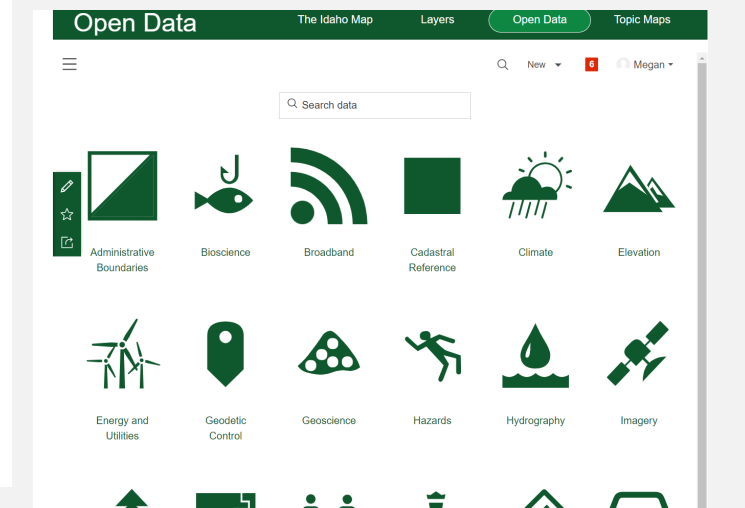 Open Data
The Idaho Map
Layers
Open Data
Topic Maps
New
6
Megan
Search data
Administrative
Boundaries
Bioscience
Broadband
Cadastral
Reference
Climate
Elevation
Energy and
Utilities
Geodetic
Control
Geoscience
Hazards
Hydrography
Imagery